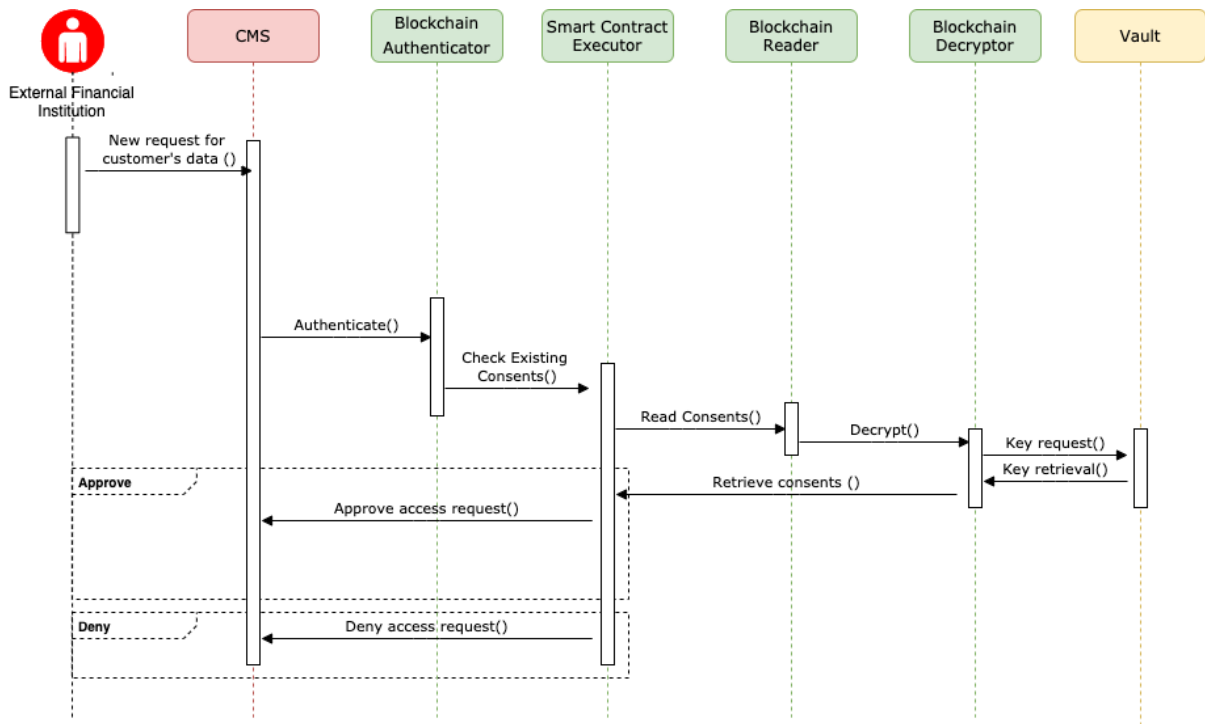 External Financial
Institution
CMS
Blockchain
Authenticator
Smart Contract
Executor
Blockchain
Reader
Blockchain
Decryptor
Vault
New request for
customer's data ()
Authenticate()
Check Existing
Consents()
Read Consents()
Decrypt()
Key request()
Key retrieval()
Retrieve consents ()
Approve
Approve access request()
Deny
Deny access request()